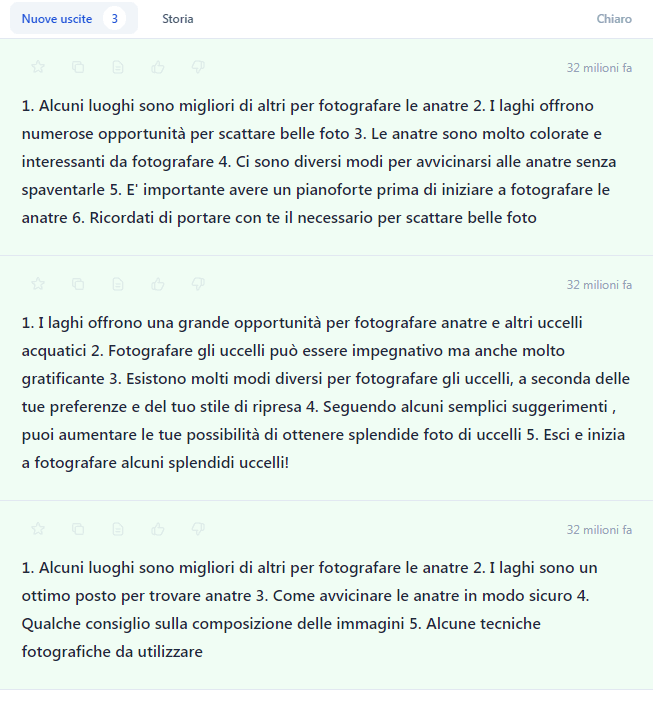 Nuove uscite 3 Storia Chiaro
32 milioni fa
1. Alcuni luoghi sono migliori di altri per fotografare le anatre 2. I laghi offrono
numerose opportunità per scattare belle foto 3. Le anatre sono molto colorate e
interessanti da fotografare 4. Ci sono diversi modi per avvicinarsi alle anatre senza
spaventarle 5. E' importante avere un pianoforte prima di iniziare a fotografare le
anatre 6. Ricordati di portare con te il necessario per scattare belle foto
32 milioni fa
1. I laghi offrono una grande opportunità per fotografare anatre e altri uccelli
acquatici 2. Fotografare gli uccelli può essere impegnativo ma anche molto
gratificante 3. Esistono molti modi diversi per fotografare gli uccelli, a seconda delle
tue preferenze e del tuo stile di ripresa 4. Seguendo alcuni semplici suggerimenti ,
puoi aumentare le tue possibilità di ottenere splendide foto di uccelli 5. Esci e inizia
a fotografare alcuni splendidi uccelli!
32 milioni fa
1. Alcuni luoghi sono migliori di altri per fotografare le anatre 2. I laghi sono un
ottimo posto per trovare anatre 3. Come avvicinare le anatre in modo sicuro 4.
Qualche consiglio sulla composizione delle immagini 5. Alcune tecniche
fotografiche da utilizzare